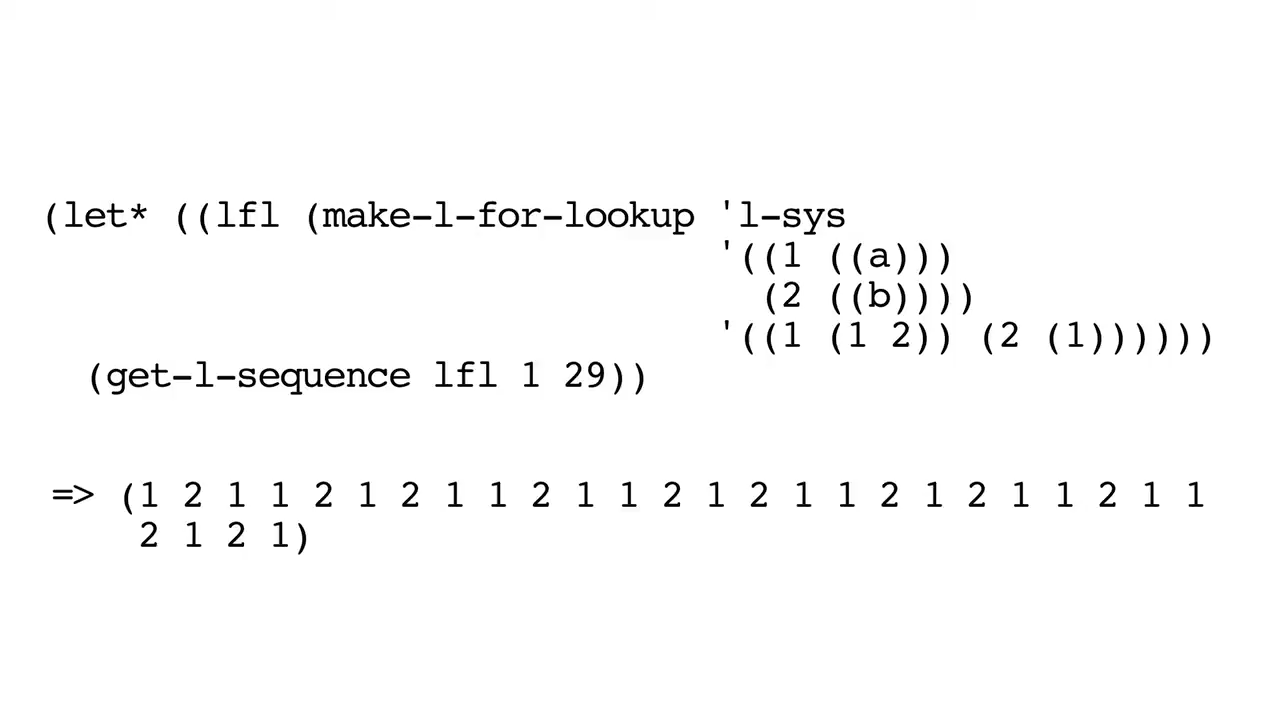 (let* ((lfl (make-l-for-lookup 'l-sys
'((1 ((a)))
(2 ((b))))
'((1 (1 2)) (2 (1))))))
(get-l-sequence lfl 1 29))
=> (1 2 1 1 2 1 2 1 1 2 1 1 2 1 2 1 1 2 1 2 1 1 2 1 1
2 1 2 1)